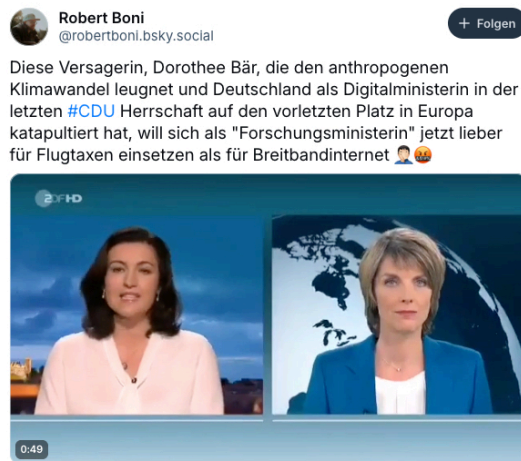 Robert Boni
@robertboni.bsky.social
+ Folgen
Diese Versagerin, Dorothee Bär, die den anthropogenen
Klimawandel leugnet und Deutschland als Digitalministerin in der
letzten #CDU Herrschaft auf den vorletzten Platz in Europa
katapultiert hat, will sich als "Forschungsministerin" jetzt lieber
für Flugtaxen einsetzen als für Breitbandinternet 🤦🏻‍♂️🤬
ZDFHD
0:49